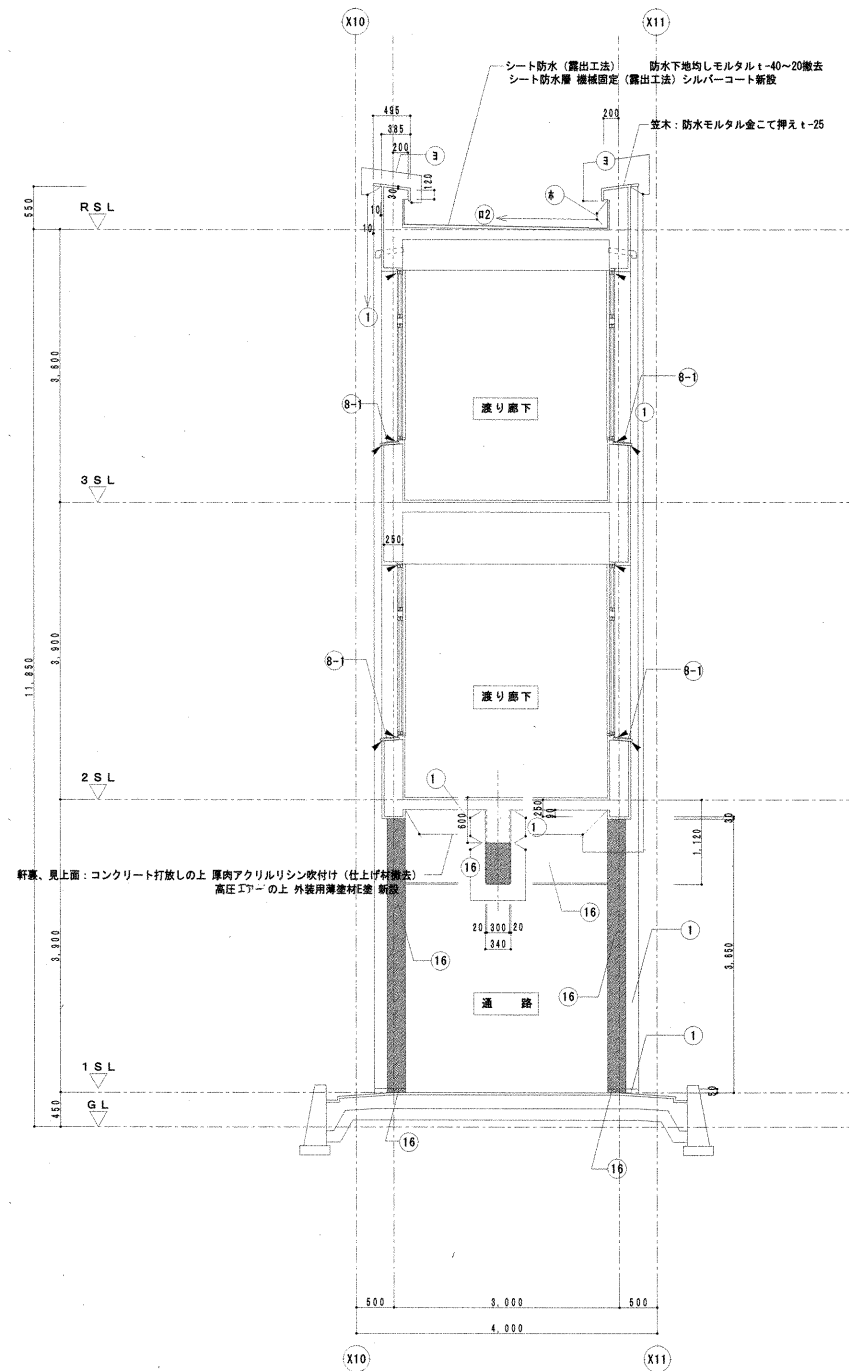 X10
X11
シート防水（露出工法） 防水下地均しモルタル t-40～20撤去
シート防水層 機械固定（露出工法）シルバーコート新設
495
385
200
200
笠木：防水モルタル金こて押え t-25
ヨ
ヨ
ホ
ロ2
30
120
550
RSL
10
10
1
3,600
渡り廊下
8-1
8-1
1
3SL
250
11,850
3,900
渡り廊下
8-1
8-1
2SL
1
600
250
90
1
30
1,120
16
軒裏、見上面：コンクリート打放しの上 厚肉アクリルリシン吹付け（仕上げ材撤去）
高圧エアーの上 外装用薄塗材E塗 新設
16
20 300 20
340
16
1
3,900
3,650
通 路
16
1
1SL
50
GL
450
16
16
500
3,000
500
4,000
X10
X11